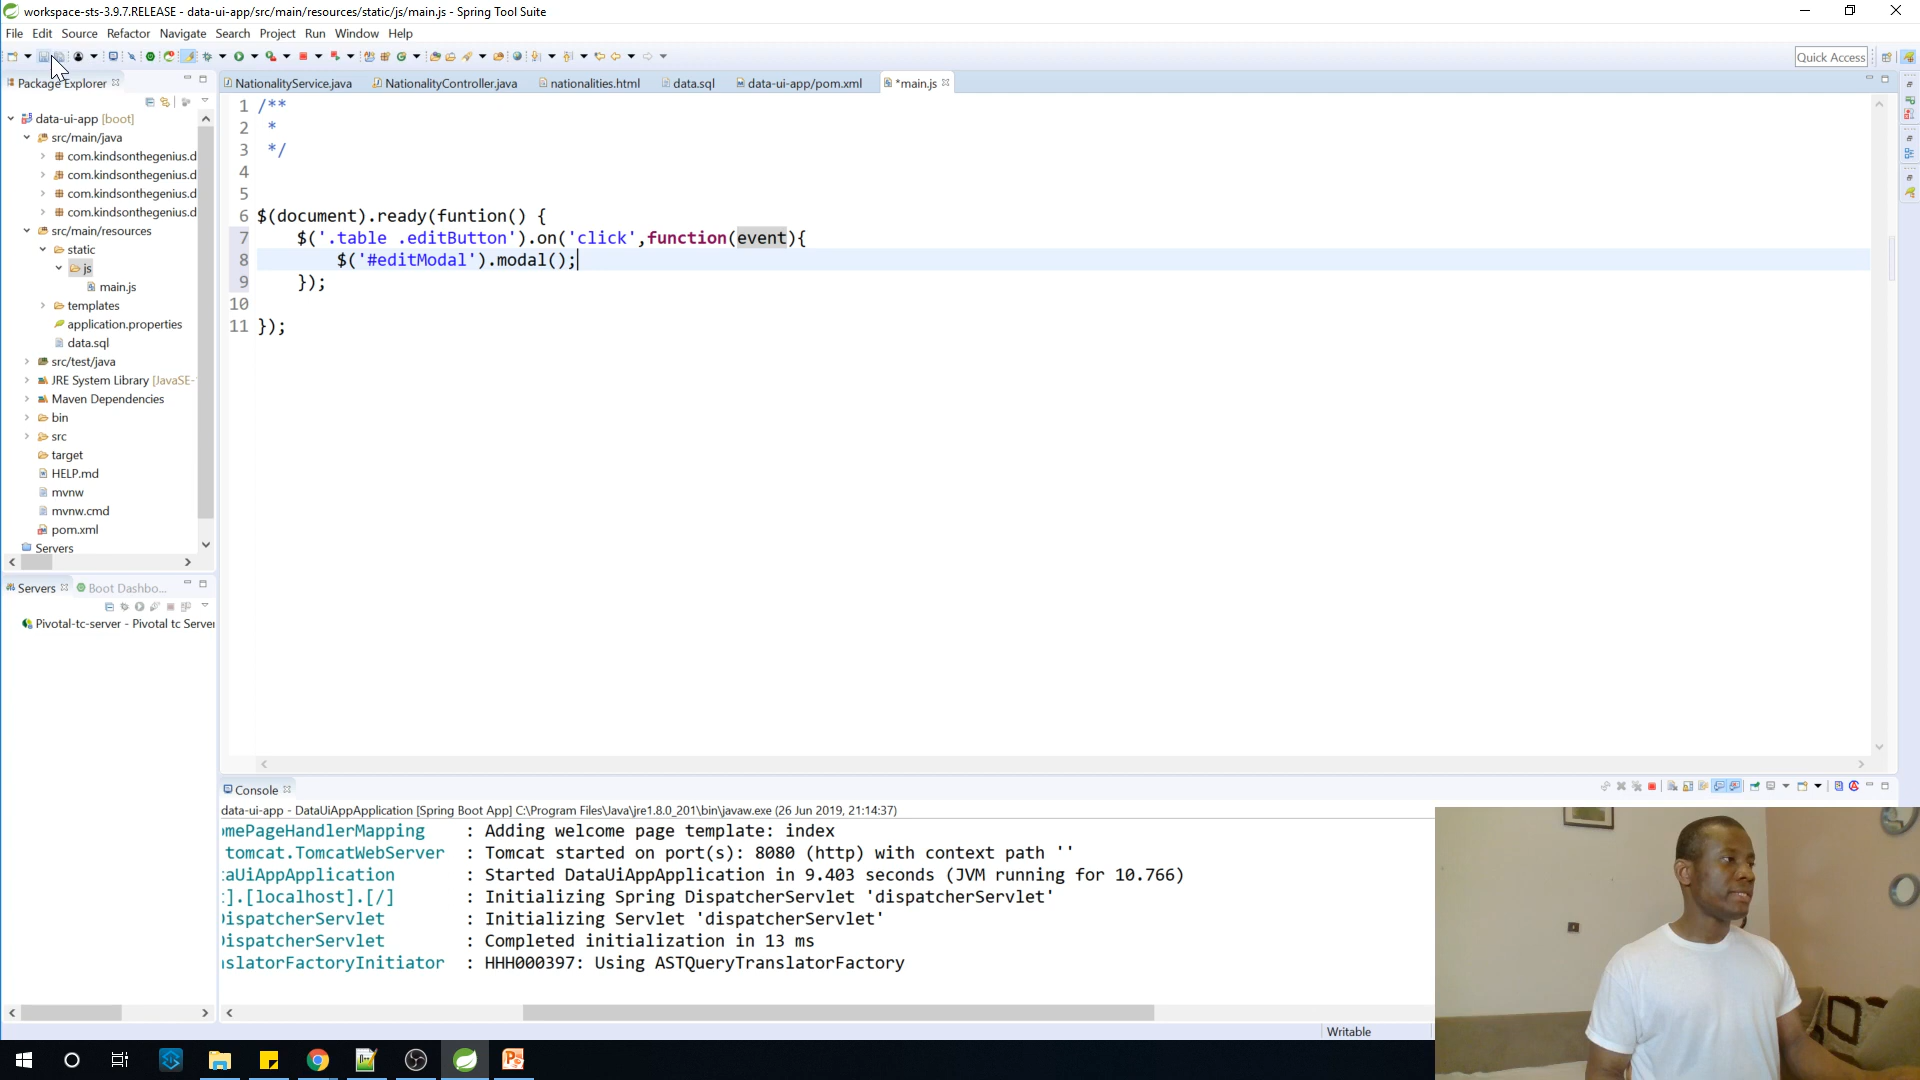 workspace-sts-3.9.7.RELEASE - data-ui-app/src/main/resources/static/js/main.js - Spring Tool Suite
File Edit Source Refactor Navigate Search Project Run Window Help
Quick Access
Package Explorer
NationalityService.java NationalityController.java nationalities.html data.sql data-ui-app/pom.xml *main.js
data-ui-app [boot]
src/main/java
com.kindsonthegenius.d
com.kindsonthegenius.d
com.kindsonthegenius.d
com.kindsonthegenius.d
src/main/resources
static
js
main.js
templates
application.properties
data.sql
src/test/java
JRE System Library [JavaSE-
Maven Dependencies
bin
src
target
HELP.md
mvnw
mvnw.cmd
pom.xml
Servers
1 /**
2 *
3 */
4
5
6 $(document).ready(funtion() {
7 $('.table .editButton').on('click',function(event){
8 $('#editModal').modal();
9 });
10
11 });
Servers Boot Dashbo...
Pivotal-tc-server - Pivotal tc Server
Console
data-ui-app - DataUiAppApplication [Spring Boot App] C:\Program Files\Java\jre1.8.0_201\bin\javaw.exe (26 Jun 2019, 21:14:37)
omePageHandlerMapping : Adding welcome page template: index
tomcat.TomcatWebServer : Tomcat started on port(s): 8080 (http) with context path ''
taUiAppApplication : Started DataUiAppApplication in 9.403 seconds (JVM running for 10.766)
t].[localhost].[/] : Initializing Spring DispatcherServlet 'dispatcherServlet'
DispatcherServlet : Initializing Servlet 'dispatcherServlet'
DispatcherServlet : Completed initialization in 13 ms
nslatorFactoryInitiator : HHH000397: Using ASTQueryTranslatorFactory
Writable